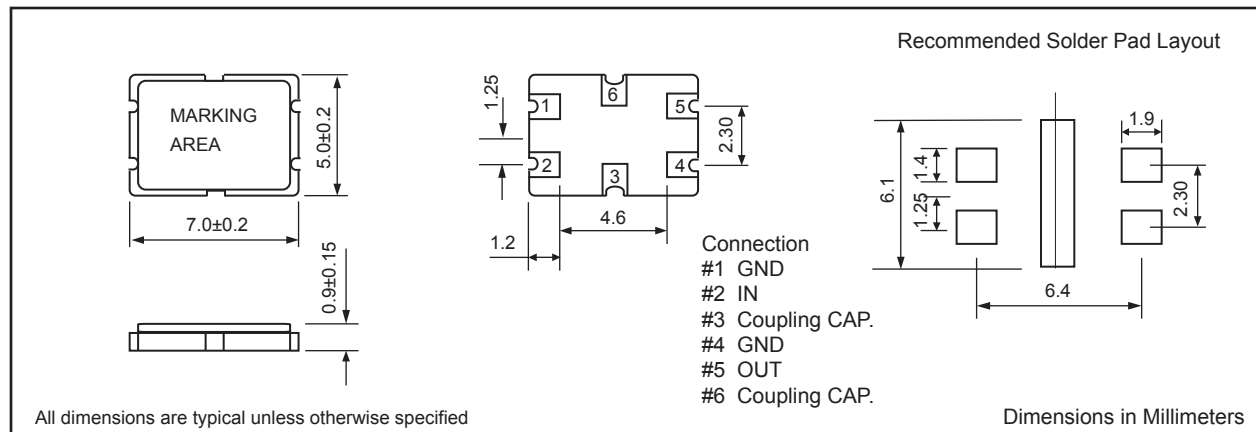 Recommended Solder Pad Layout
MARKING
AREA
5.0±0.2
7.0±0.2
0.9±0.15
1.25
1
2
3
4
5
6
2.30
4.6
1.2
Connection
#1 GND
#2 IN
#3 Coupling CAP.
#4 GND
#5 OUT
#6 Coupling CAP.
6.1
1.4
1.25
1.9
2.30
6.4
All dimensions are typical unless otherwise specified
Dimensions in Millimeters